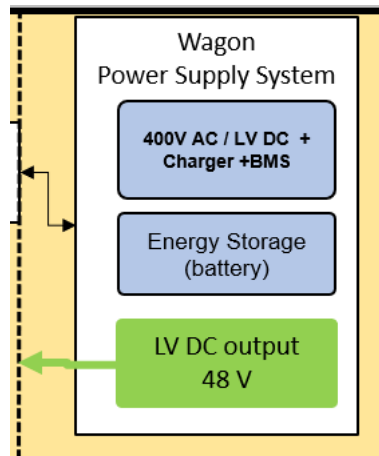 Wagon
Power Supply System
400V AC / LV DC +
Charger +BMS
Energy Storage
(battery)
LV DC output
48 V